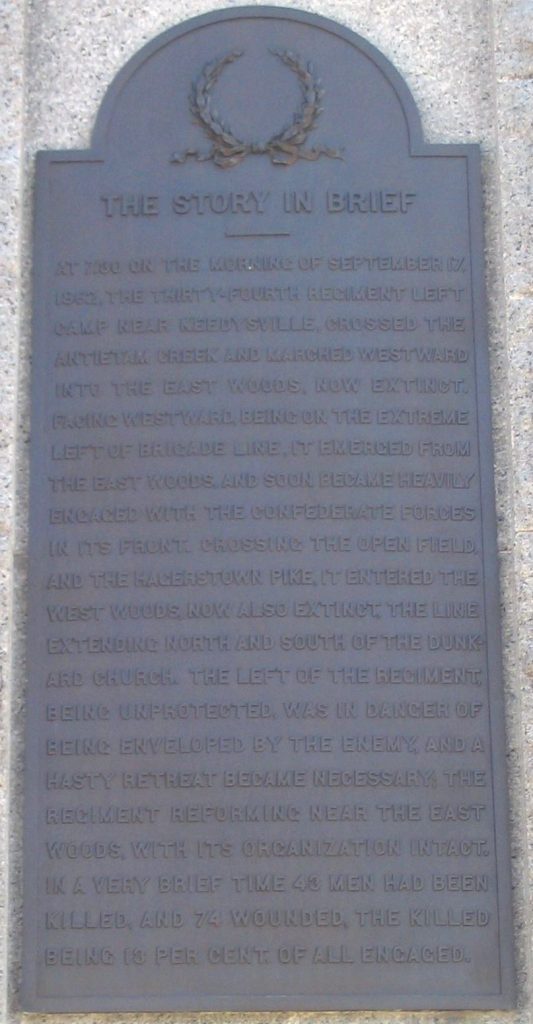 THE STORY IN BRIEF
AT 7.30 ON THE MORNING OF SEPTEMBER 17,
1862, THE THIRTY-FOURTH REGIMENT LEFT
CAMP NEAR KEEDYSVILLE, CROSSED THE
ANTIETAM CREEK AND MARCHED WESTWARD
INTO THE EAST WOODS, NOW EXTINCT.
FACING WESTWARD, BEING ON THE EXTREME
LEFT OF BRIGADE LINE, IT EMERGED FROM
THE EAST WOODS, AND SOON BECAME HEAVILY
ENGAGED WITH THE CONFEDERATE FORCES
IN ITS FRONT. CROSSING THE OPEN FIELD,
AND THE HAGERSTOWN PIKE, IT ENTERED THE
WEST WOODS, NOW ALSO EXTINCT, THE LINE
EXTENDING NORTH AND SOUTH OF THE DUNK-
ARD CHURCH. THE LEFT OF THE REGIMENT,
BEING UNPROTECTED, WAS IN DANGER OF
BEING ENVELOPED BY THE ENEMY, AND A
HASTY RETREAT BECAME NECESSARY, THE
REGIMENT REFORMING NEAR THE EAST
WOODS, WITH ITS ORGANIZATION INTACT.
IN A VERY BRIEF TIME 43 MEN HAD BEEN
KILLED, AND 74 WOUNDED, THE KILLED
BEING 13 PER CENT. OF ALL ENGAGED.